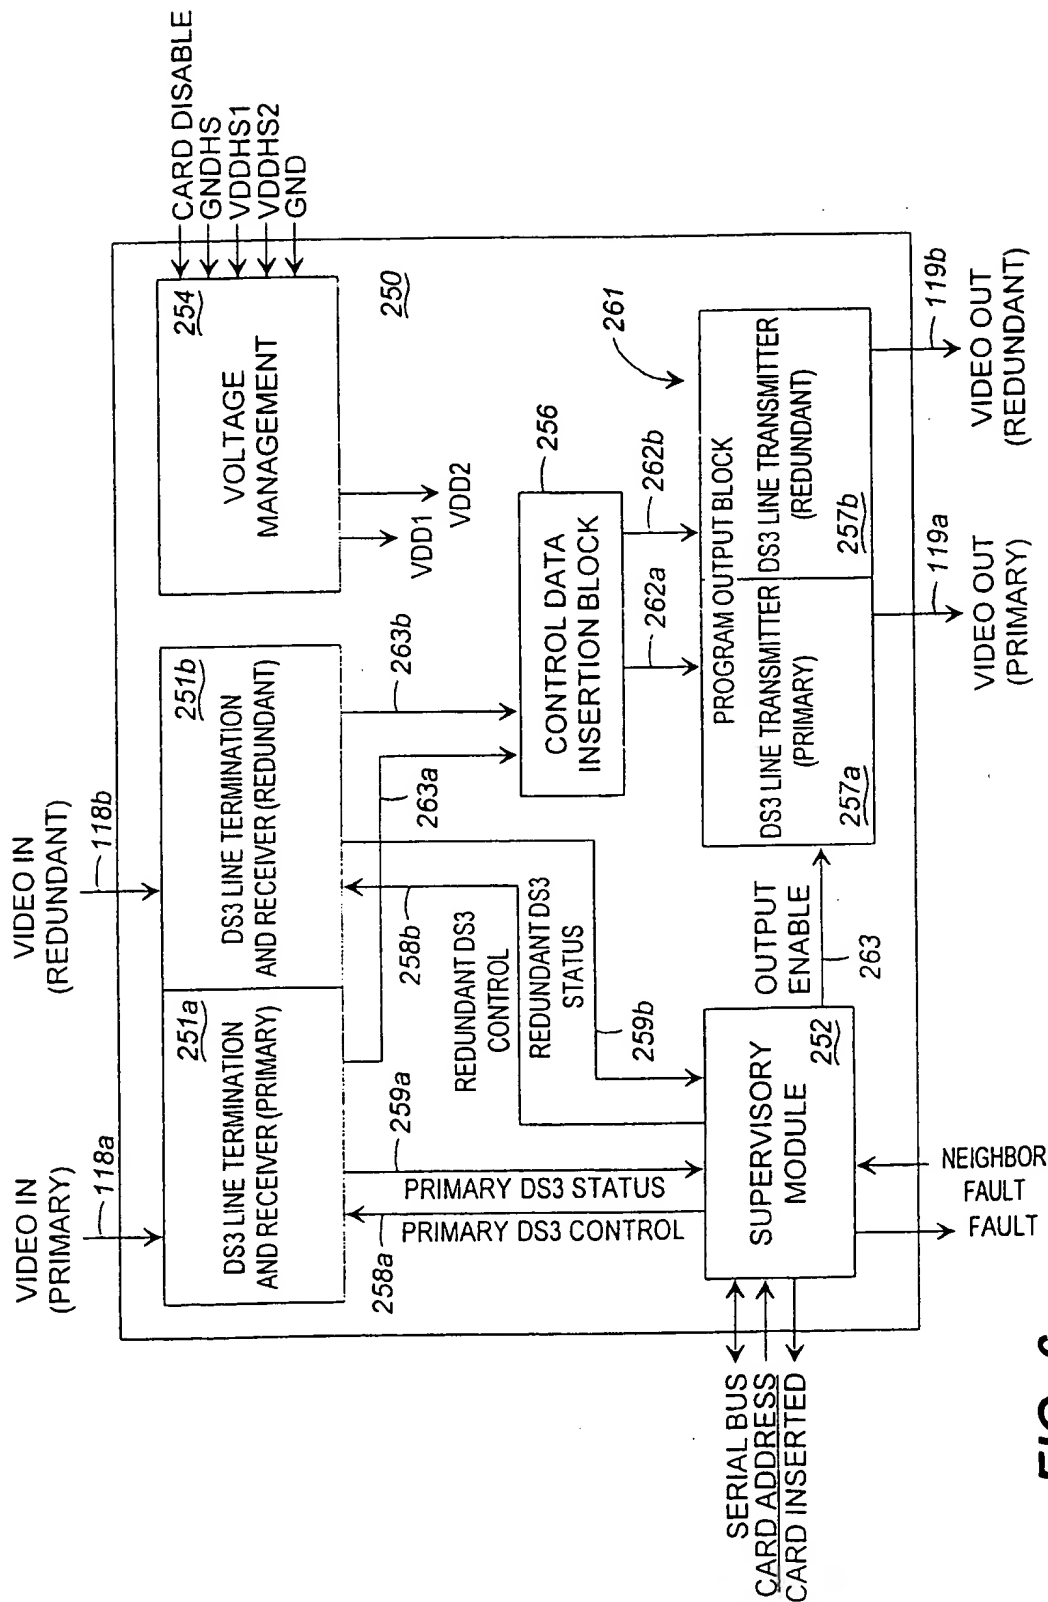 VIDEO IN
(PRIMARY)
118a
VIDEO IN
(REDUNDANT)
118b
CARD DISABLE
GNDHS
VDDHS1
VDDHS2
GND
251a
DS3 LINE TERMINATION
AND RECEIVER (PRIMARY)
251b
DS3 LINE TERMINATION
AND RECEIVER (REDUNDANT)
254
VOLTAGE
MANAGEMENT
250
VDD1
VDD2
258a
259a
258b
263a
263b
PRIMARY DS3 STATUS
PRIMARY DS3 CONTROL
REDUNDANT DS3
CONTROL
REDUNDANT DS3
STATUS
259b
256
CONTROL DATA
INSERTION BLOCK
262a
262b
261
SERIAL BUS
CARD ADDRESS
CARD INSERTED
252
SUPERVISORY
MODULE
OUTPUT
ENABLE
263
PROGRAM OUTPUT BLOCK
DS3 LINE TRANSMITTER
(PRIMARY)
257a
DS3 LINE TRANSMITTER
(REDUNDANT)
257b
NEIGHBOR
FAULT
FAULT
119a
VIDEO OUT
(PRIMARY)
119b
VIDEO OUT
(REDUNDANT)
FIG.